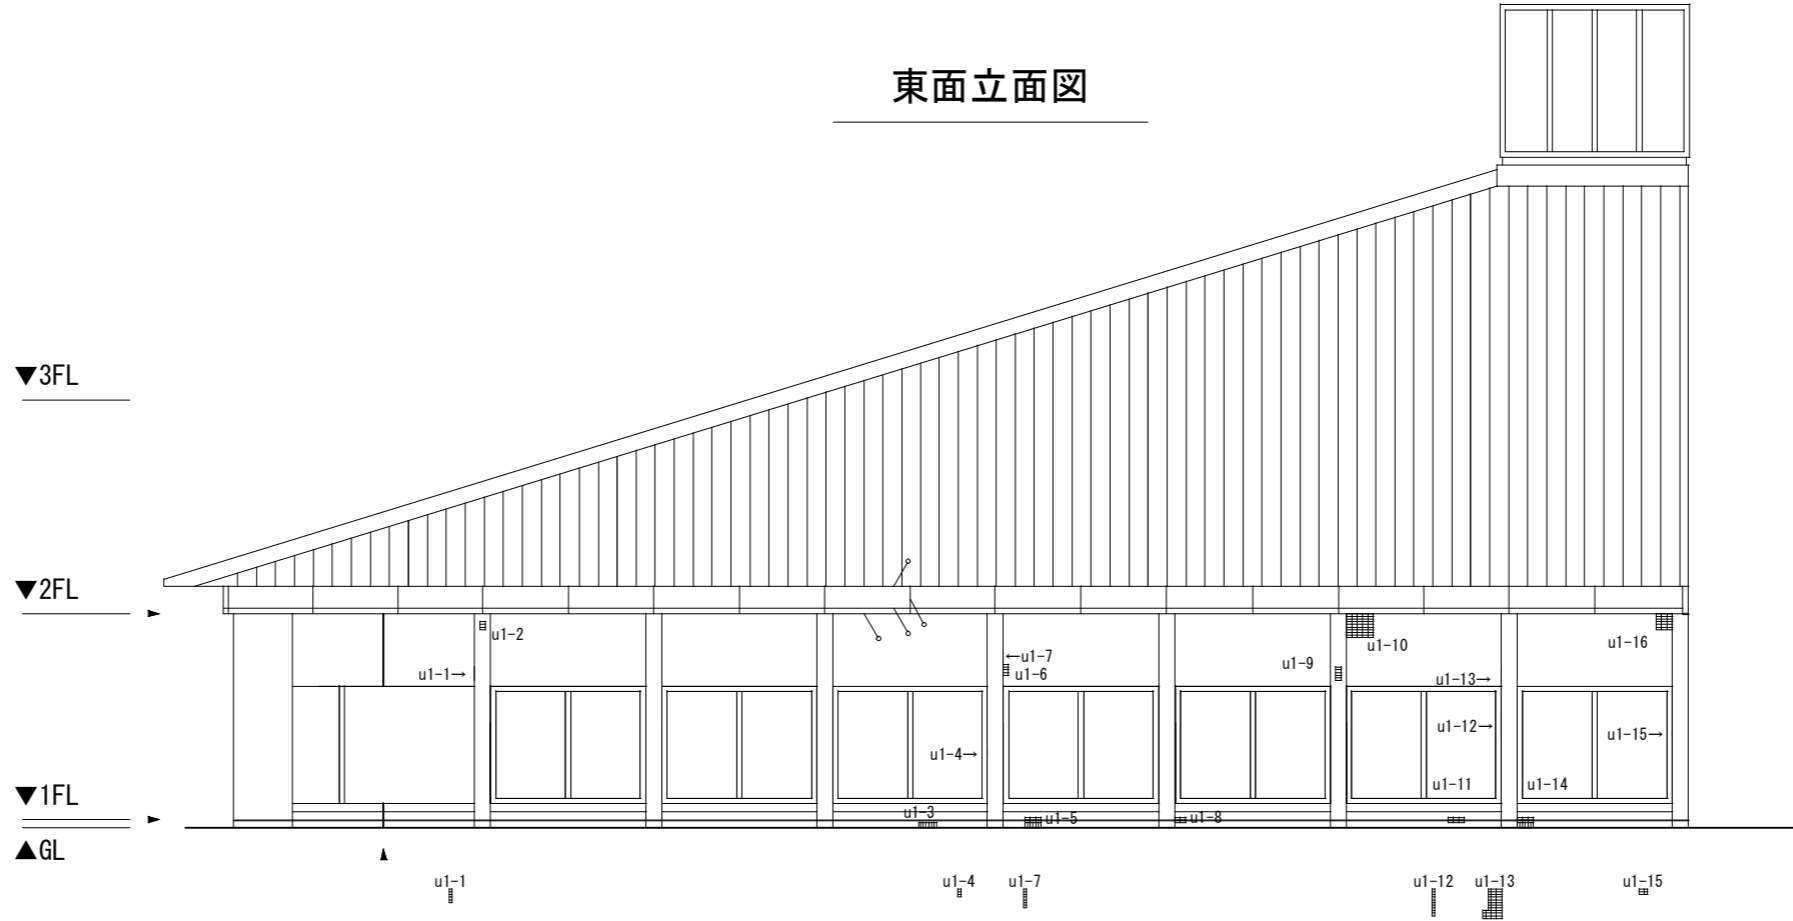 東面立面図
▼3FL
▼2FL
u1-2
u1-16
u1-10
←u1-7
u1-9
u1-1→
u1-6
u1-13→
u1-12→
u1-15→
u1-4→
u1-11
u1-14
▼1FL
u1-3
u1-5
u1-8
▲GL
u1-1
u1-4
u1-7
u1-12
u1-13
u1-15